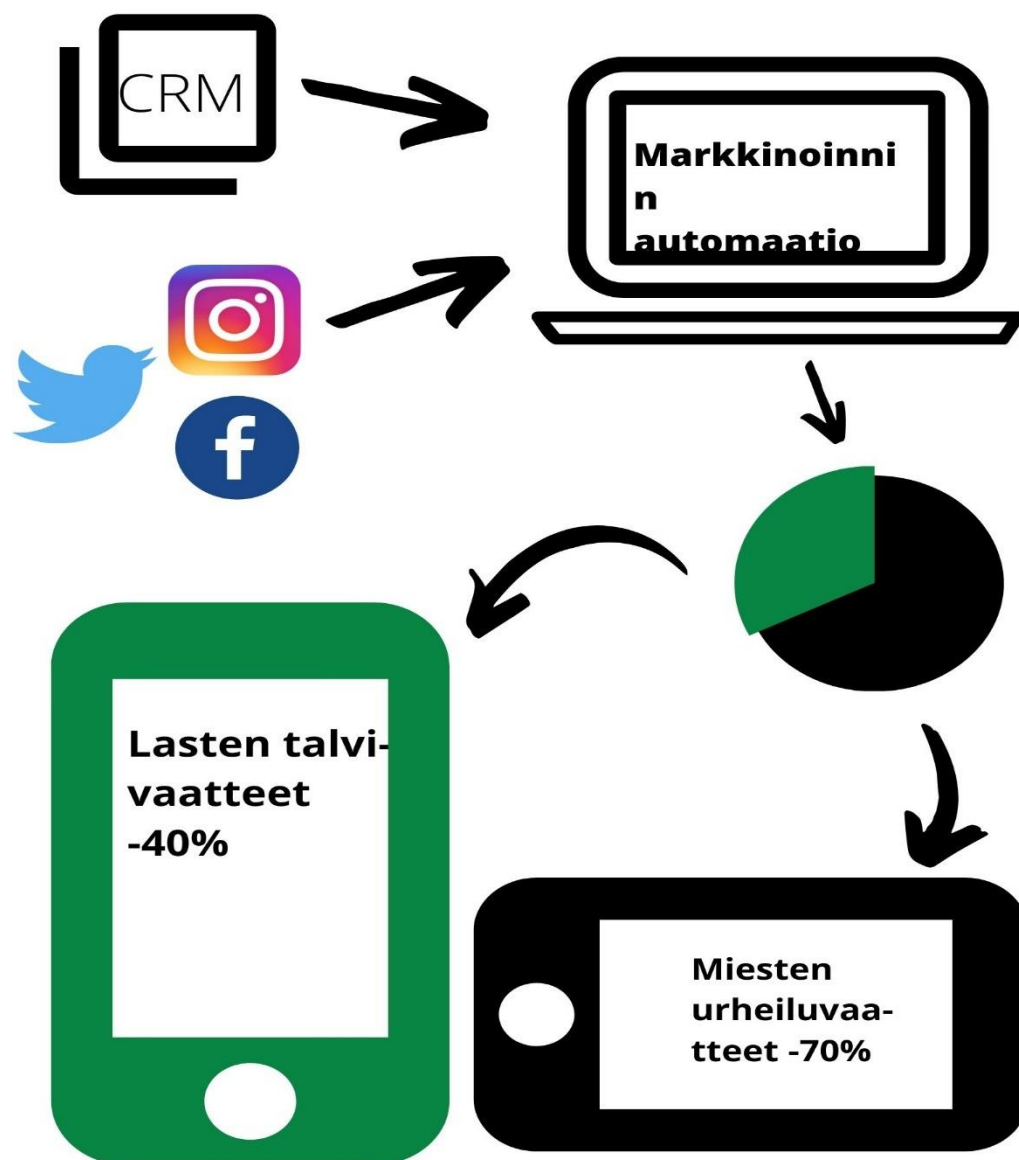 CRM
Markkinoinni
n
automaatio
f
Lasten talvi-
vaatteet
-40%
Miesten
urheiluvaa-
tteet -70%